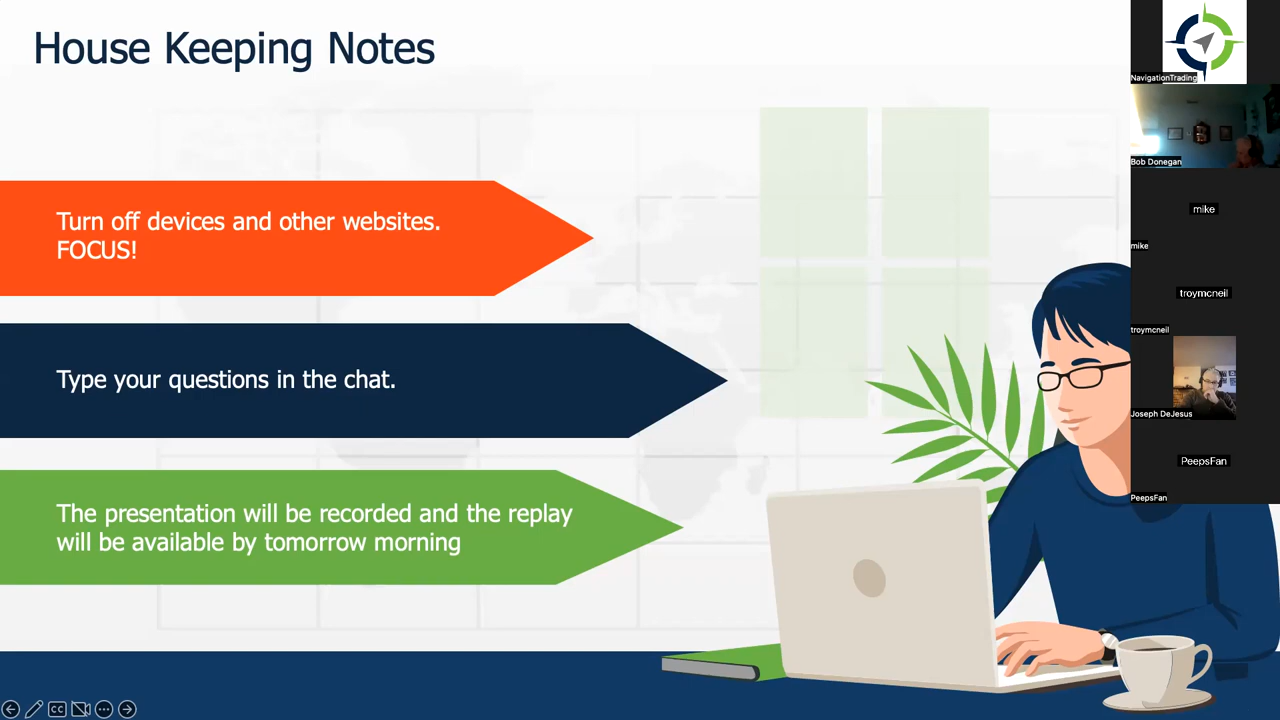 House Keeping Notes
Turn off devices and other websites.
FOCUS!
Type your questions in the chat.
The presentation will be recorded and the replay
will be available by tomorrow morning
NavigationTrading
Bob Donegan
mike
mike
troymcneil
troymcneil
Joseph DeJesus
PeepsFan
PeepsFan
CC